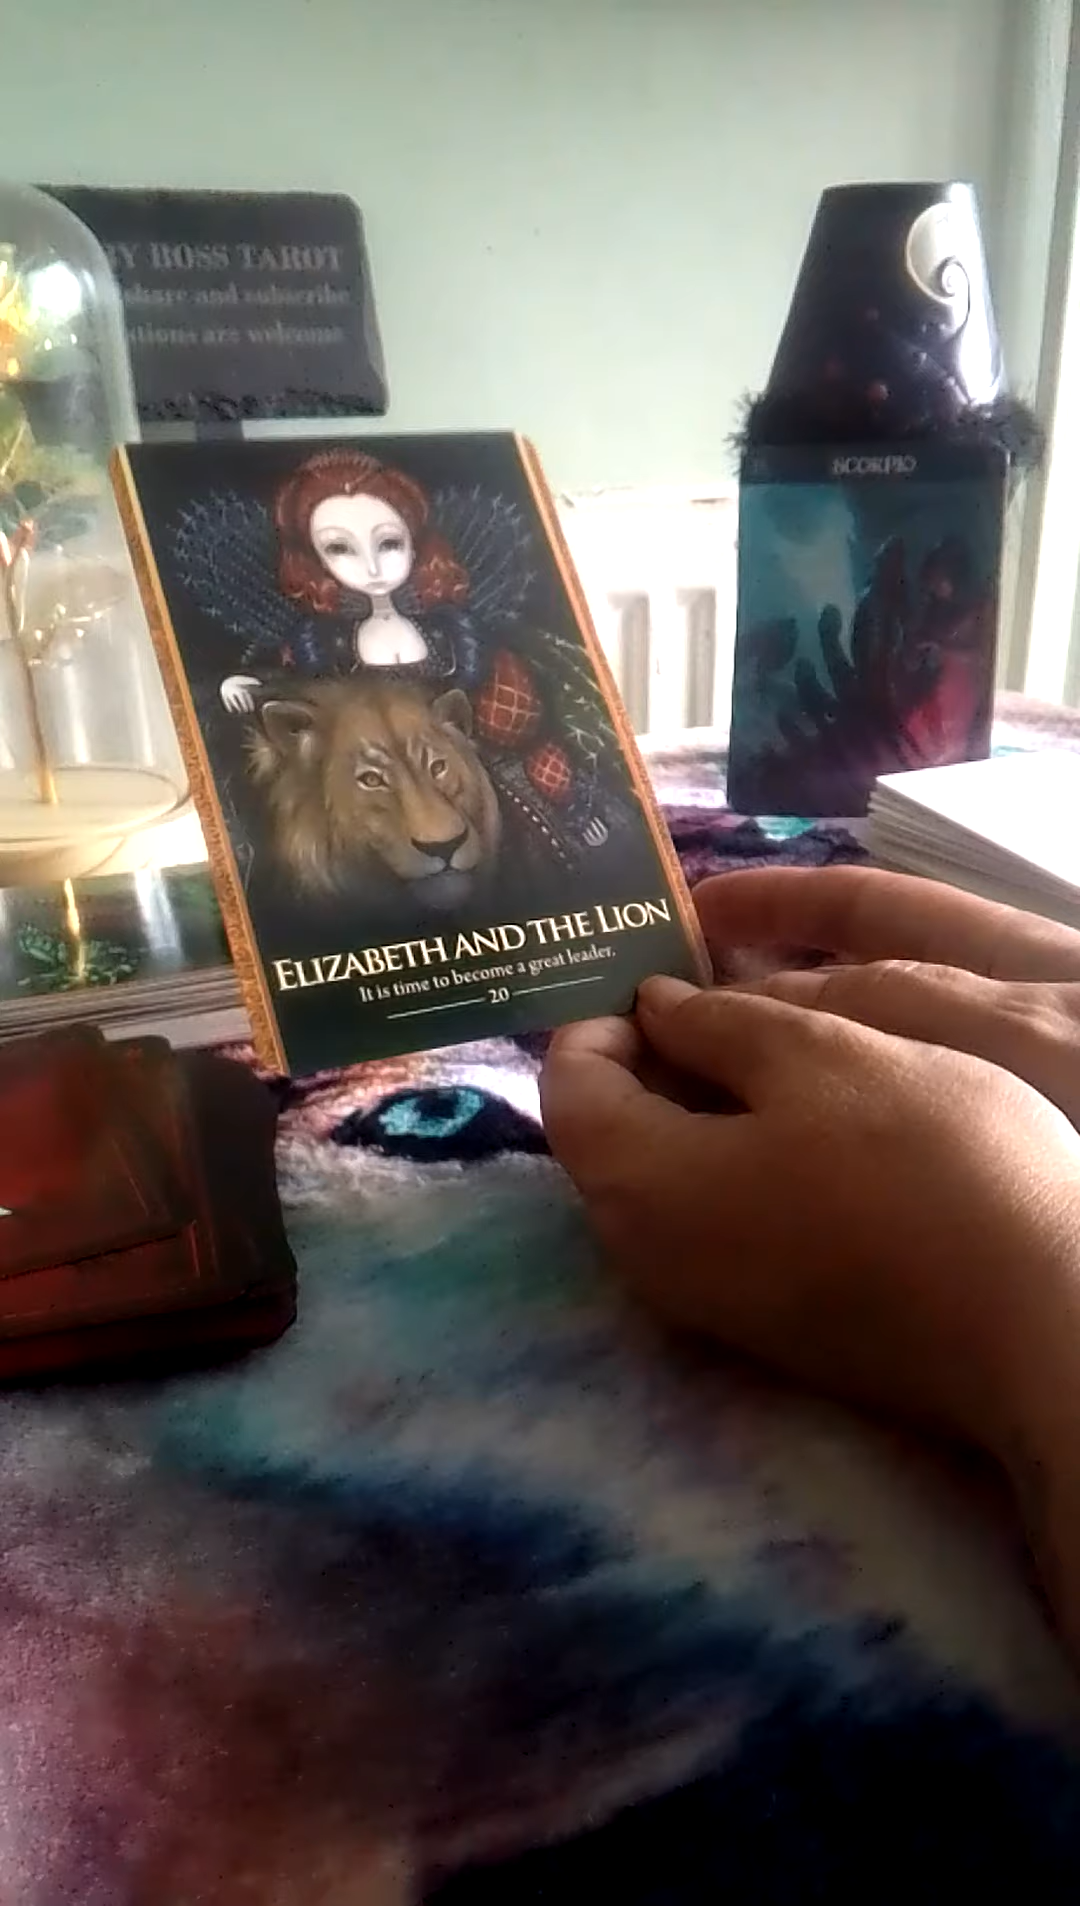 BOSS TAROT
share and subscribe
are welcome
SCORPIO
ELIZABETH AND THE LION
It is time to become a great leader.
20